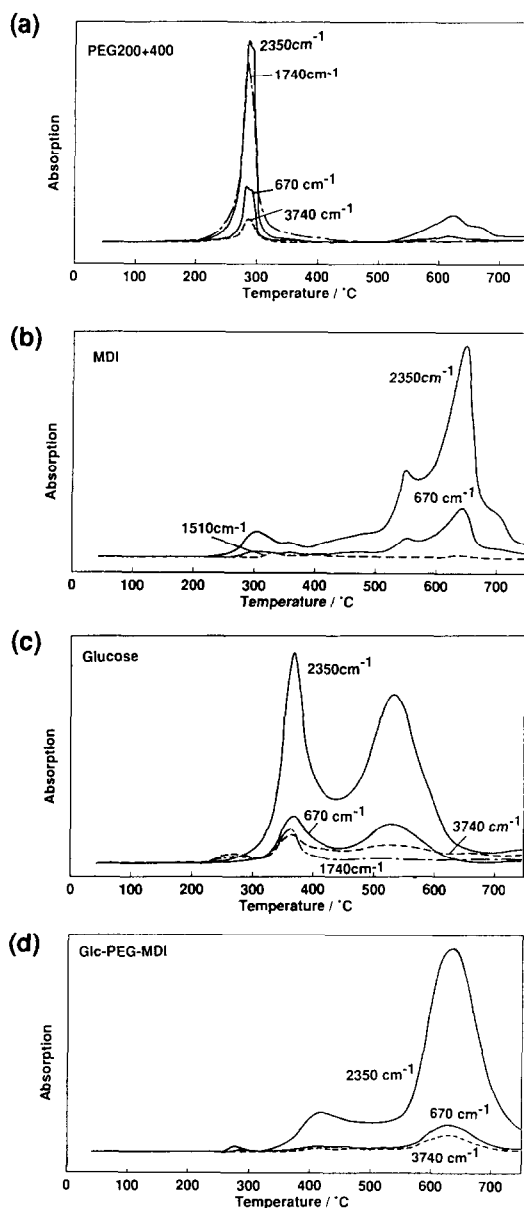 (a)
PEG200+400
2350cm-1
1740cm-1
670 cm-1
3740 cm-1
Absorption
0 100 200 300 400 500 600 700
Temperature / °C
(b)
MDI
2350cm-1
670 cm-1
1510cm-1
Absorption
0 100 200 300 400 500 600 700
Temperature / °C
(c)
Glucose
2350cm-1
670 cm-1
3740 cm-1
1740cm-1
Absorption
0 100 200 300 400 500 600 700
Temperature / °C
(d)
Glc-PEG-MDI
2350 cm-1
670 cm-1
3740 cm-1
Absorption
0 100 200 300 400 500 600 700
Temperature / °C